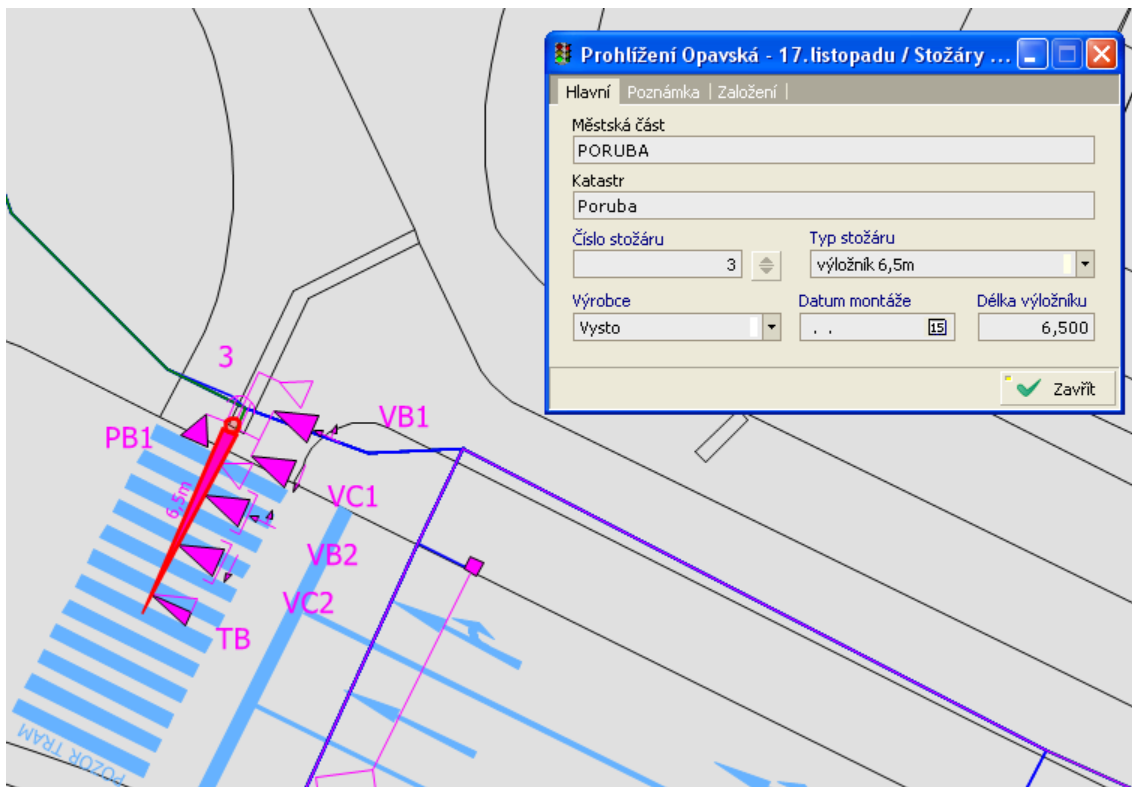 Prohlížení Opavská - 17.listopadu / Stožáry ...
Hlavní Poznámka Založení
Městská část
PORUBA
Katastr
Poruba
Číslo stožáru Typ stožáru
3 výložník 6,5m
Výrobce Datum montáže Délka výložníku
Vysto . . 15 6,500
Zavřít
3
VB1
PB1
6,5m
VC1
VB2
VC2
TB
POZOR TRAM